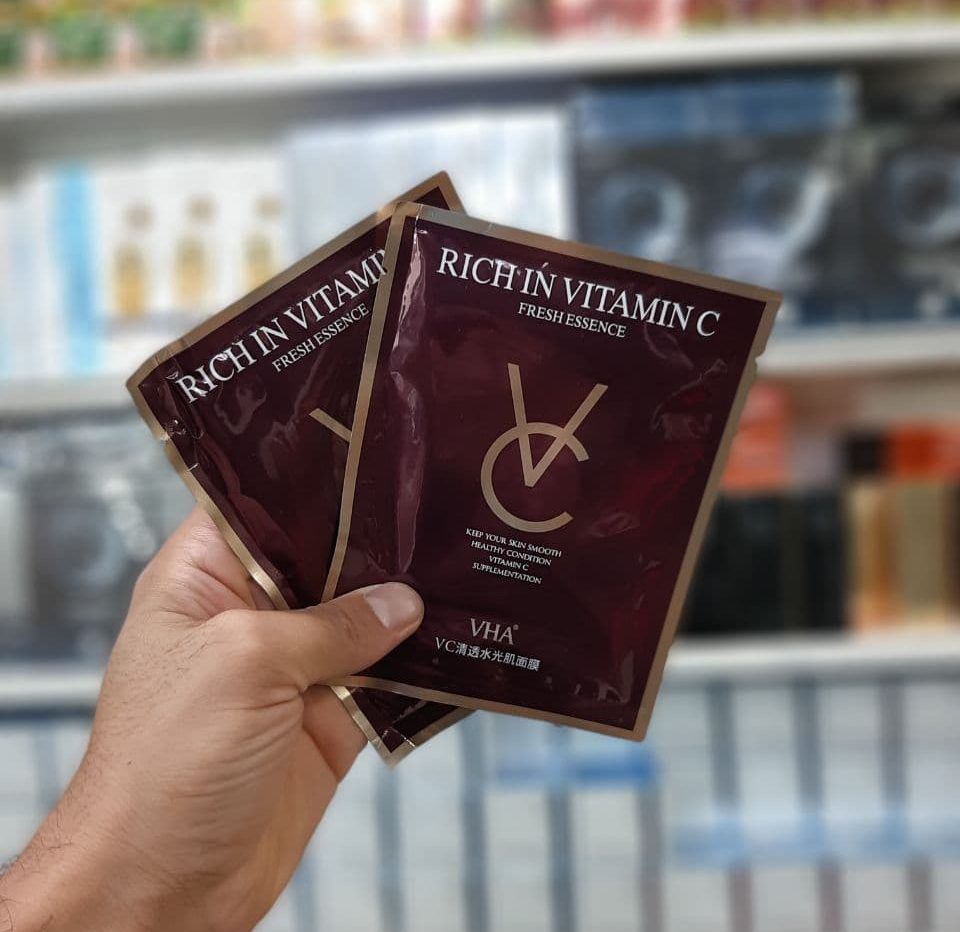 RICH IN VITAMIN
FRESH ESSENCE
RICH IN VITAMIN C
FRESH ESSENCE
VC
KEEP YOUR SKIN SMOOTH
HEALTHY CONDITION
VITAMIN C
SUPPLEMENTATION
VHA®
VC清透水光肌面膜